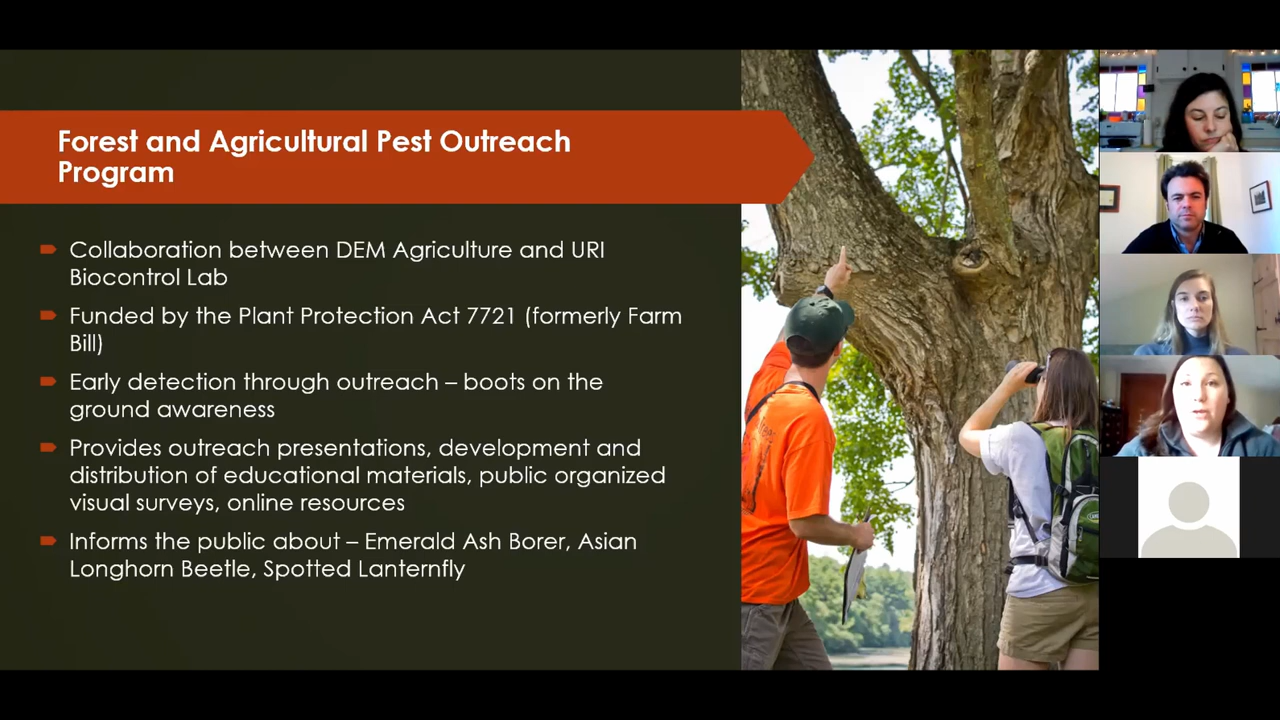 Forest and Agricultural Pest Outreach
Program
Collaboration between DEM Agriculture and URI
Biocontrol Lab
Funded by the Plant Protection Act 7721 (formerly Farm
Bill)
Early detection through outreach – boots on the
ground awareness
Provides outreach presentations, development and
distribution of educational materials, public organized
visual surveys, online resources
Informs the public about – Emerald Ash Borer, Asian
Longhorn Beetle, Spotted Lanternfly